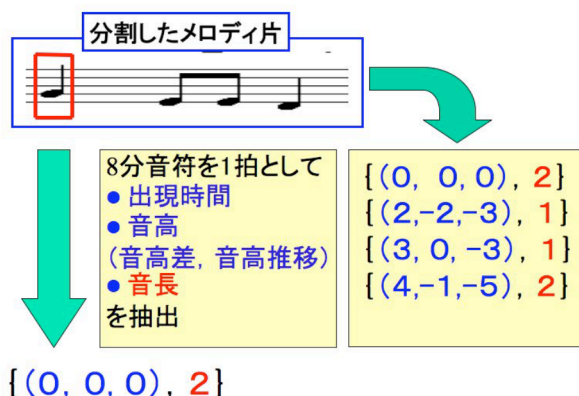 分割したメロディ片
8分音符を1拍として
● 出現時間
● 音高
(音高差, 音高推移)
● 音長
を抽出
{(0, 0, 0), 2}
{(2,-2,-3), 1}
{(3, 0, -3), 1}
{(4,-1,-5), 2}
{(0, 0, 0), 2}